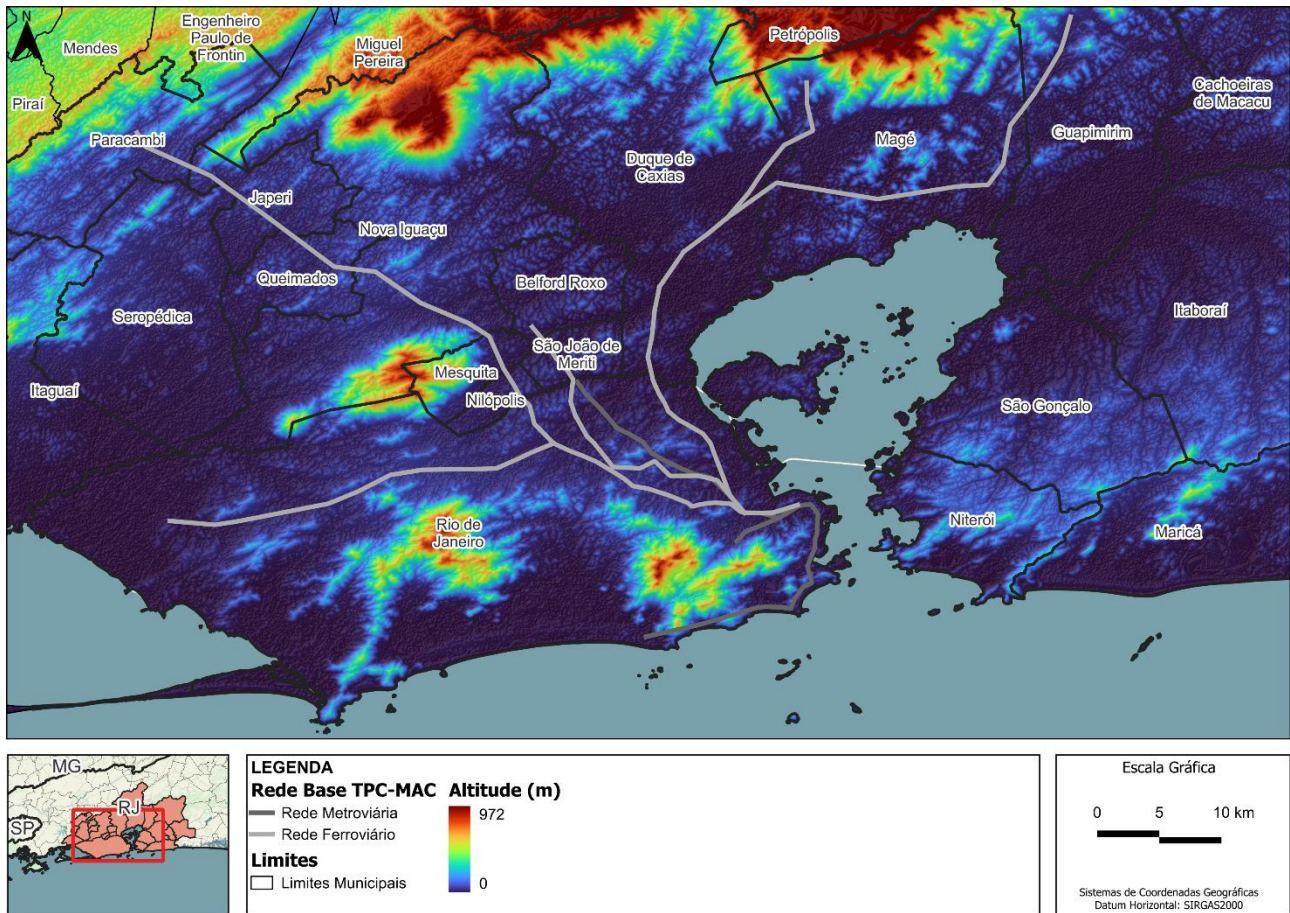 N
Mendes
Engenheiro
Paulo de
Frontin
Miguel
Pereira
Petrópolis
Piraí
Cachoeiras
de Macacu
Paracambi
Duque de
Caxias
Magé
Guapimirim
Japeri
Nova Iguaçu
Queimados
Belford Roxo
Seropédica
Itaboraí
São João de
Meriti
Itaguaí
Mesquita
Nilópolis
São Gonçalo
Rio de
Janeiro
Niterói
Maricá
MG
RJ
SP
LEGENDA
Rede Base TPC-MAC
Rede Metroviária
Rede Ferroviário
Limites
Limites Municipais
Altitude (m)
972
0
Escala Gráfica
0 5 10 km
Sistemas de Coordenadas Geográficas
Datum Horizontal: SIRGAS2000